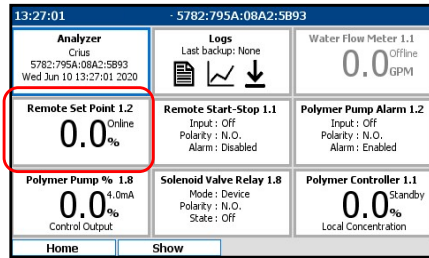 13:27:01
- 5782:795A:08A2:5B93
Analyzer
Crius
5782:795A:08A2:5B93
Wed Jun 10 13:27:01 2020
Logs
Last backup: None
Water Flow Meter 1.1
Offline
0.0 GPM
Remote Set Point 1.2
Online
0.0 %
Remote Start-Stop 1.1
Input : Off
Polarity : N.O.
Alarm : Disabled
Polymer Pump Alarm 1.2
Input : Off
Polarity : N.O.
Alarm : Enabled
Polymer Pump % 1.8
4.0mA
0.0 %
Control Output
Solenoid Valve Relay 1.8
Mode : Device
Polarity : N.O.
State : Off
Polymer Controller 1.1
Standby
0.0 %
Local Concentration
Home
Show